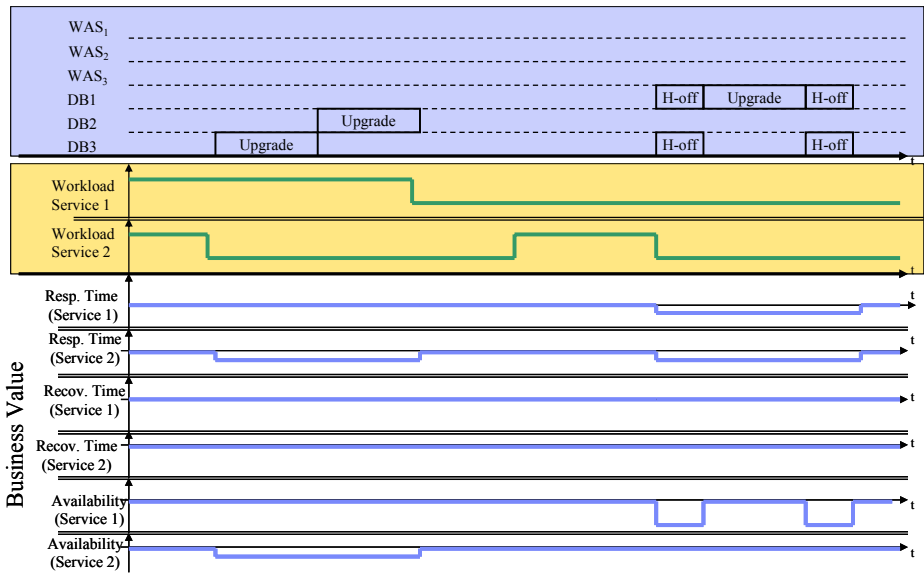 WAS1
WAS2
WAS3
DB1 H-off Upgrade H-off
DB2 Upgrade
DB3 Upgrade H-off H-off
t
Workload
Service 1
Workload
Service 2
t
Resp. Time
(Service 1)
t
Resp. Time
(Service 2)
t
Recov. Time
(Service 1)
t
Recov. Time
(Service 2)
t
Availability
(Service 1)
t
Availability
(Service 2)
t
Business Value